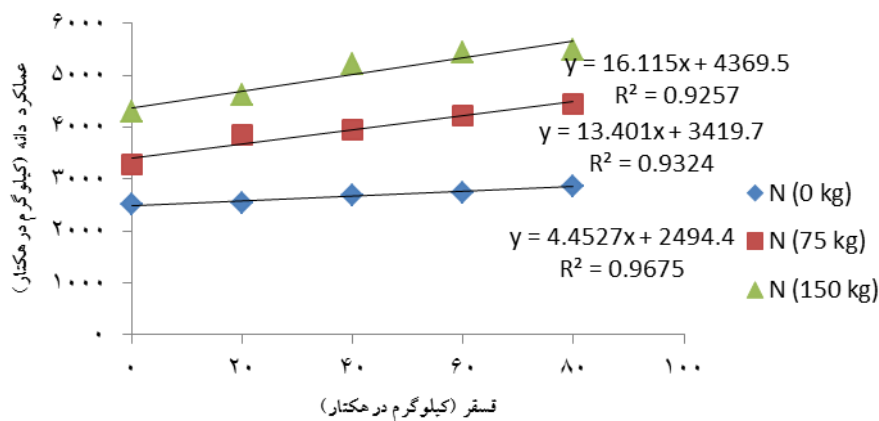 ۶۰۰۰
۵۰۰۰
۴۰۰۰
۳۰۰۰
۲۰۰۰
۱۰۰۰
۰
عملکرد دانه (کیلوگرم در هکتار)
y = 16.115x + 4369.5
R² = 0.9257
y = 13.401x + 3419.7
R² = 0.9324
y = 4.4527x + 2494.4
R² = 0.9675
N (0 kg)
N (75 kg)
N (150 kg)
۰ ۲۰ ۴۰ ۶۰ ۸۰ ۱۰۰
قسقر (کیلوگرم در هکتار)